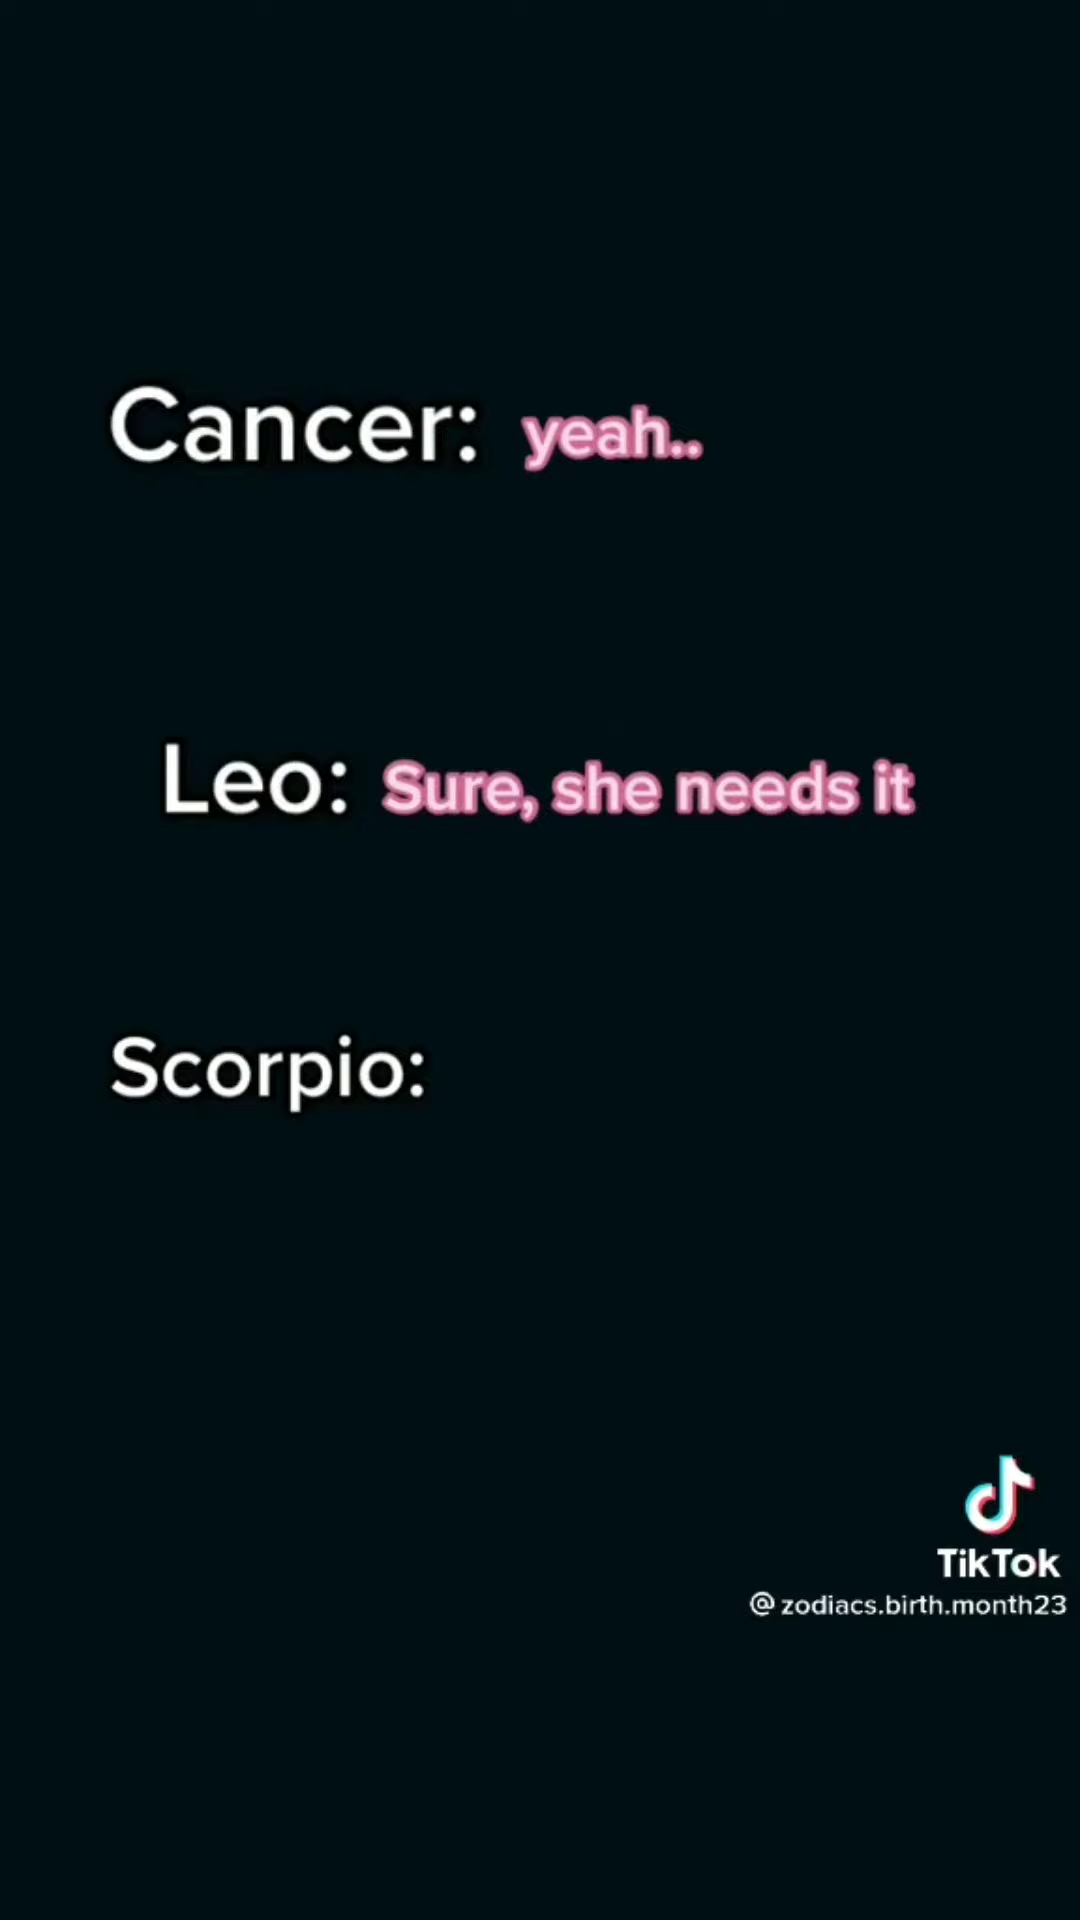 Cancer: yeah..
Leo: Sure, she needs it
Scorpio:
TikTok
@zodiacs.birth.month23